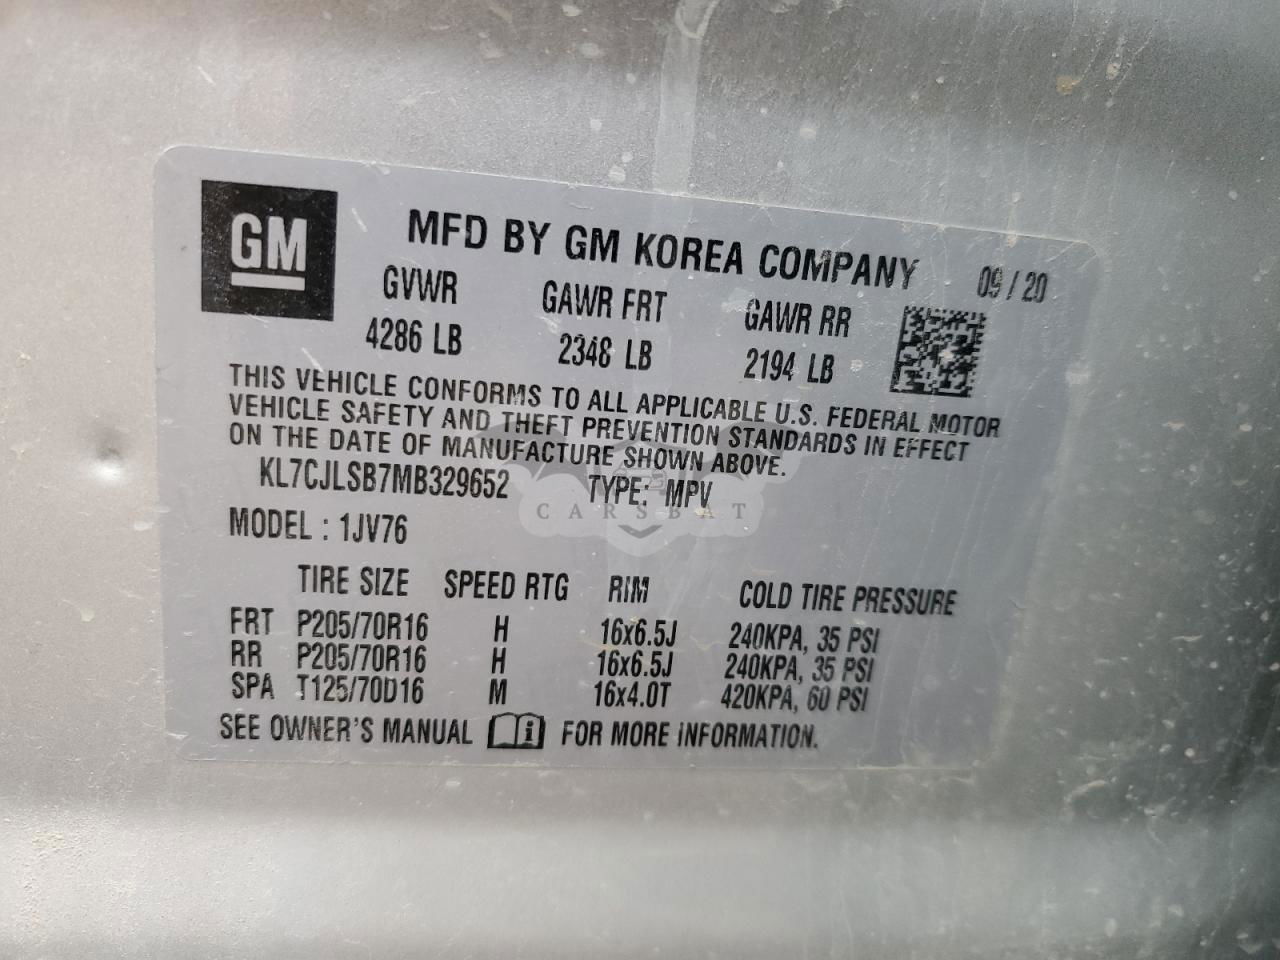 GM
MFD BY GM KOREA COMPANY 09/20
GVWR GAWR FRT GAWR RR
4286 LB 2348 LB 2194 LB
THIS VEHICLE CONFORMS TO ALL APPLICABLE U.S. FEDERAL MOTOR
VEHICLE SAFETY AND THEFT PREVENTION STANDARDS IN EFFECT
ON THE DATE OF MANUFACTURE SHOWN ABOVE.
KL7CJLSB7MB329652 TYPE: MPV
CARSBAT
MODEL : 1JV76
TIRE SIZE SPEED RTG RIM COLD TIRE PRESSURE
FRT P205/70R16 H 16x6.5J 240KPA, 35 PSI
RR P205/70R16 H 16x6.5J 240KPA, 35 PSI
SPA T125/70D16 M 16x4.0T 420KPA, 60 PSI
SEE OWNER'S MANUAL i FOR MORE INFORMATION.